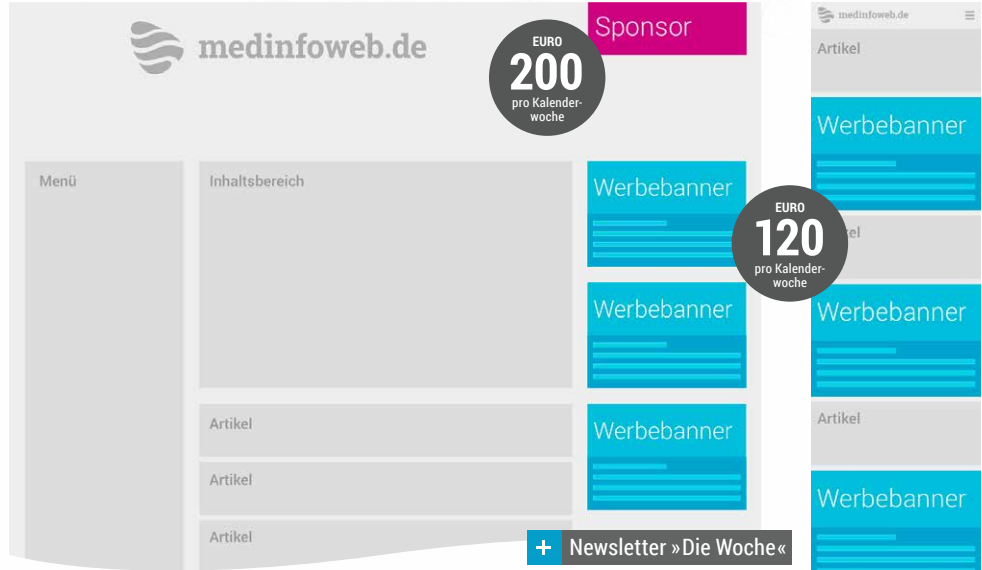 medinfoweb.de
Sponsor
EURO
200
pro Kalender-
woche
Menü
Inhaltsbereich
Werbebanner
Werbebanner
Artikel
Werbebanner
Artikel
Artikel
EURO
120
pro Kalender-
woche
+ Newsletter »Die Woche«
medinfoweb.de
Artikel
Werbebanner
el
Werbebanner
Artikel
Werbebanner